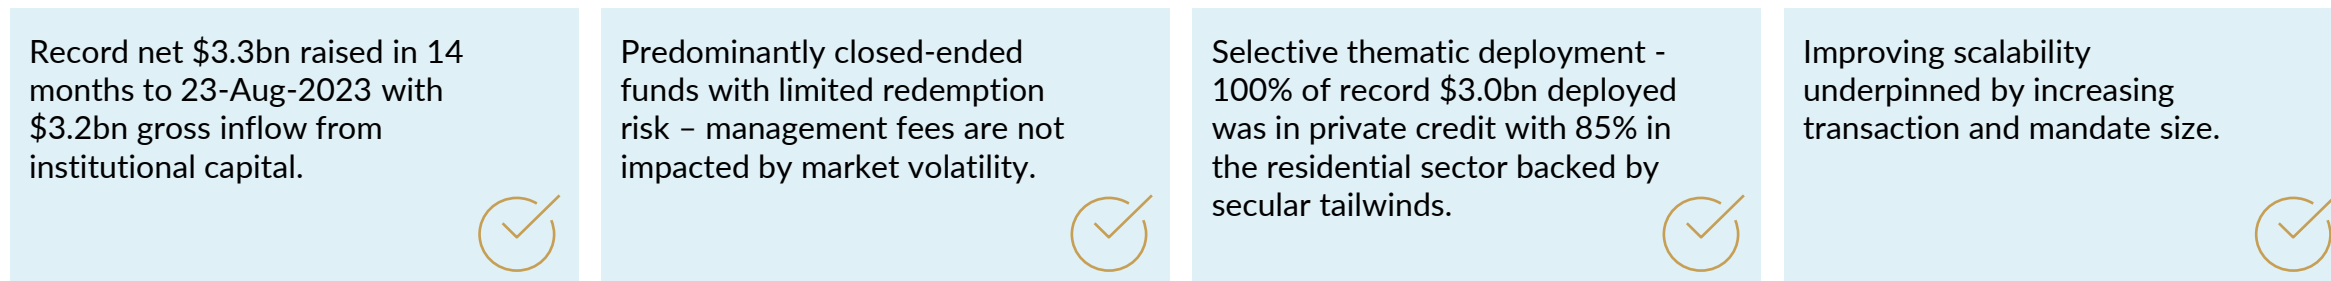 Record net $3.3bn raised in 14
months to 23-Aug-2023 with
$3.2bn gross inflow from
institutional capital.
Predominantly closed-ended
funds with limited redemption
risk – management fees are not
impacted by market volatility.
Selective thematic deployment -
100% of record $3.0bn deployed
was in private credit with 85% in
the residential sector backed by
secular tailwinds.
Improving scalability
underpinned by increasing
transaction and mandate size.